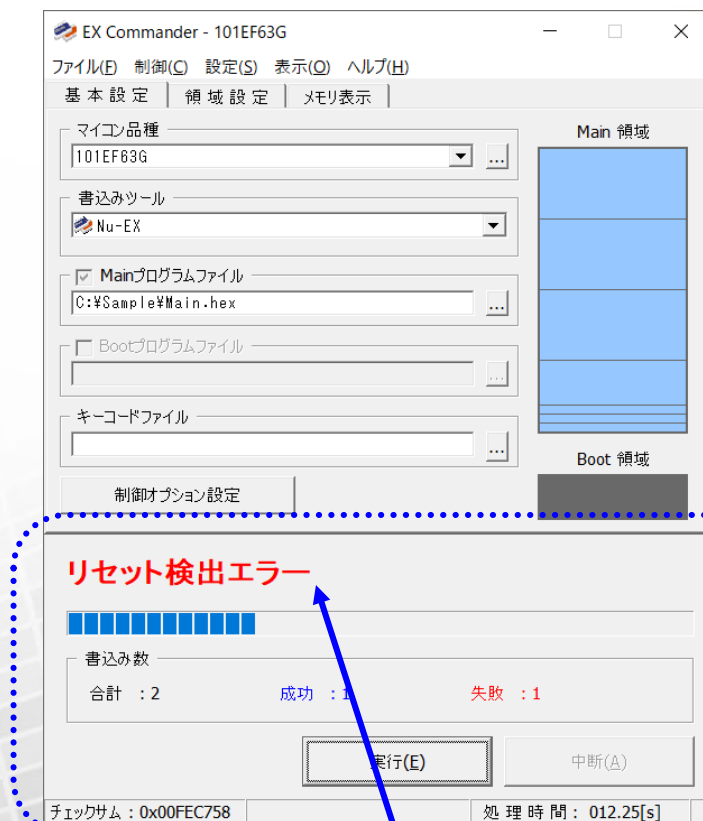 EX Commander - 101EF63G
ファイル(F) 制御(C) 設定(S) 表示(O) ヘルプ(H)
基本設定 領域設定 メモリ表示
マイコン品種
101EF63G
...
書込みツール
Nu-EX
Mainプログラムファイル
C:¥Sample¥Main.hex
...
Bootプログラムファイル
...
キーコードファイル
...
制御オプション設定
Main 領域
Boot 領域
リセット検出エラー
書込み数
合計 : 2 成功 : 1 失敗 : 1
実行(E) 中断(A)
チェックサム : 0x00FEC758 処理時間 : 012.25[s]